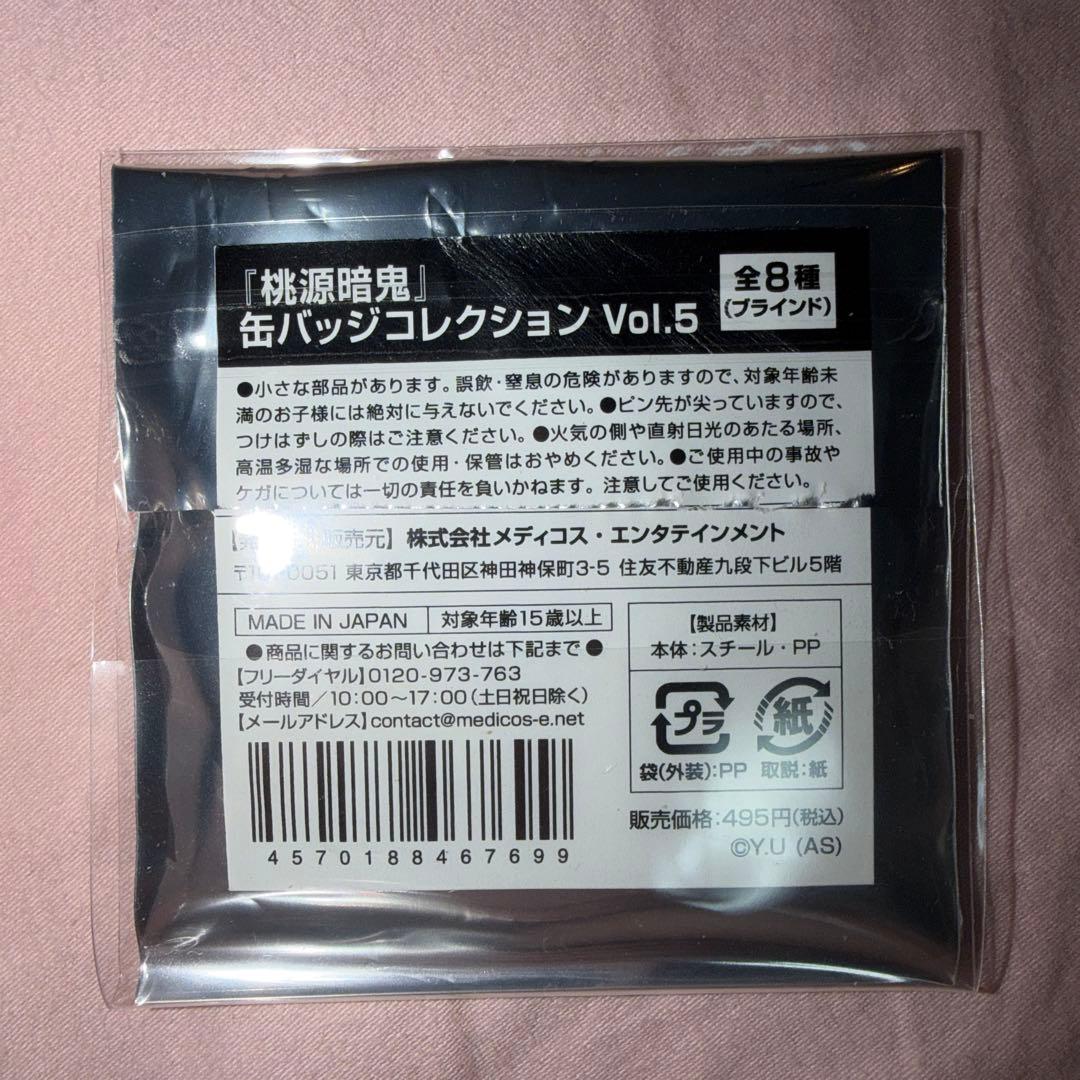 『桃源暗鬼』
缶バッジコレクション Vol.5
全8種
(ブラインド)
●小さな部品があります。誤飲・窒息の危険がありますので、対象年齢未
満のお子様には絶対に与えないでください。●ピン先が尖っていますので、
つけはずしの際はご注意ください。●火気の側や直射日光のあたる場所、
高温多湿な場所での使用・保管はおやめください。●ご使用中の事故や
ケガについては一切の責任を負いかねます。注意してご使用ください。
販売元】株式会社メディコス・エンタテインメント
0051 東京都千代田区神田神保町3-5 住友不動産九段下ビル5階
MADE IN JAPAN 対象年齢15歳以上
●商品に関するお問い合わせは下記まで●
【フリーダイヤル】0120-973-763
受付時間/10:00〜17:00(土日祝日除く)
【メールアドレス】contact@medicos-e.net
4570188467699
【製品素材】
本体:スチール・PP
プラ 紙
袋(外装):PP 取説:紙
販売価格:495円(税込)
©Y.U (AS)